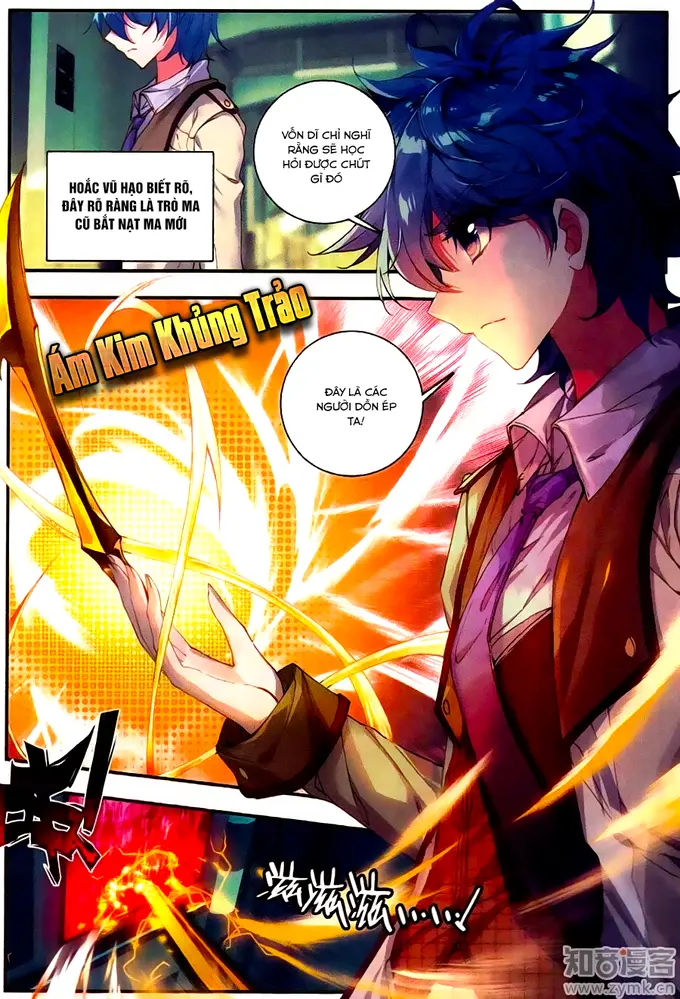 VỐN DĨ CHỈ NGHĨ
RẰNG SẼ HỌC
HỎI ĐƯỢC CHÚT
GÌ ĐÓ
HOẮC VŨ HẠO BIẾT RÕ,
ĐÂY RÕ RÀNG LÀ TRÒ MA
CŨ BẮT NẠT MA MỚI
Ám Kim Khủng Trảo
ĐÂY LÀ CÁC
NGƯỜI DỒN ÉP
TA!
知音漫客
www.zymk.cn